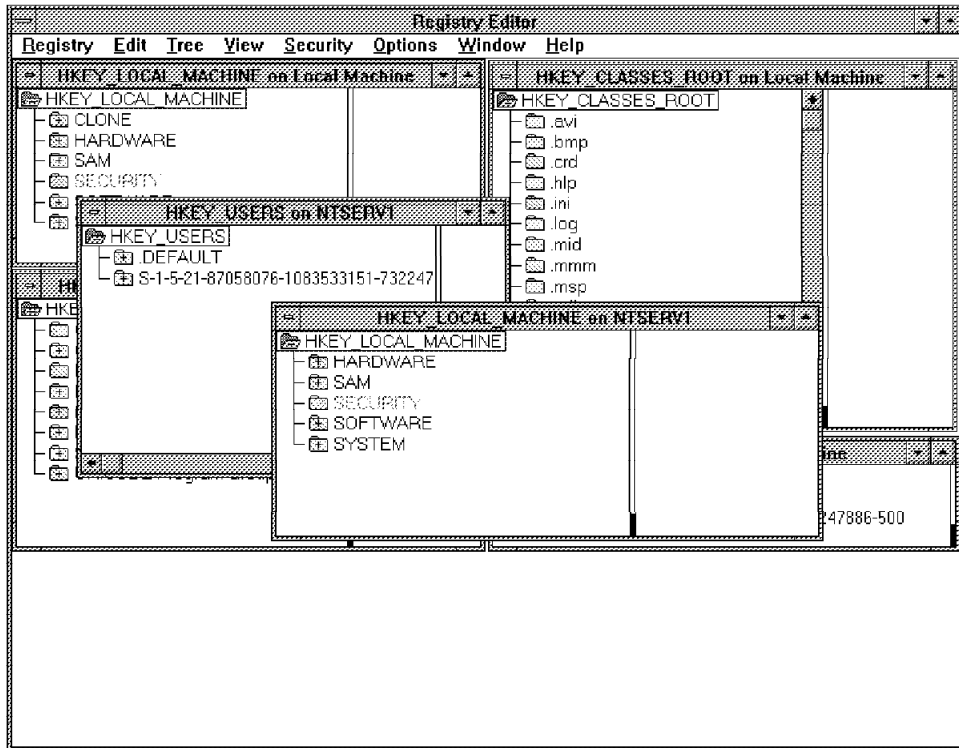 Registry Editor
Registry Edit Tree View Security Options Window Help
HKEY_LOCAL_MACHINE on Local Machine
HKEY_LOCAL_MACHINE
CLONE
HARDWARE
SAM
SECURITY
HKEY_CLASSES_ROOT on Local Machine
HKEY_CLASSES_ROOT
.avi
.bmp
.crd
.hlp
.ini
.log
.mid
.mmm
.msp
HKEY_USERS on NTSERV1
HKEY_USERS
.DEFAULT
S-1-5-21-87058076-1083533151-732247
HKEY_LOCAL_MACHINE on NTSERV1
HKEY_LOCAL_MACHINE
HARDWARE
SAM
SECURITY
SOFTWARE
SYSTEM
HKE
ine
247886-500